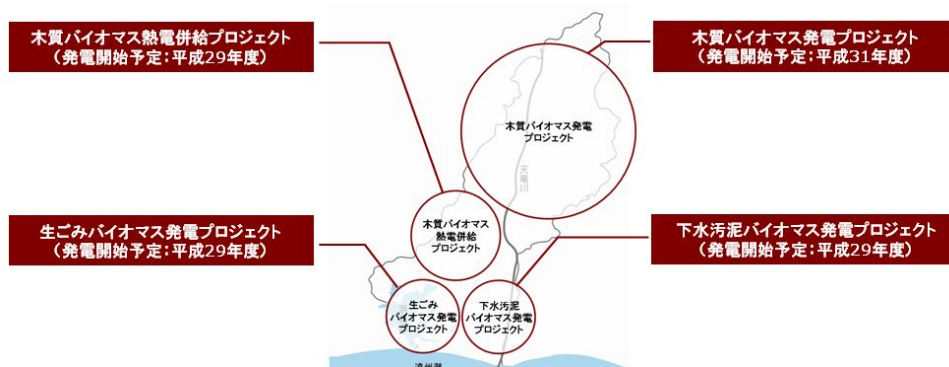 木質バイオマス熱電併給プロジェクト
（発電開始予定：平成29年度）
木質バイオマス発電プロジェクト
（発電開始予定：平成31年度）
木質バイオマス発電
プロジェクト
天竜川
木質バイオマス
熱電併給
プロジェクト
生ごみバイオマス発電プロジェクト
（発電開始予定：平成29年度）
下水汚泥バイオマス発電プロジェクト
（発電開始予定：平成29年度）
生ごみ
バイオマス発電
プロジェクト
下水汚泥
バイオマス発電
プロジェクト
遠州灘